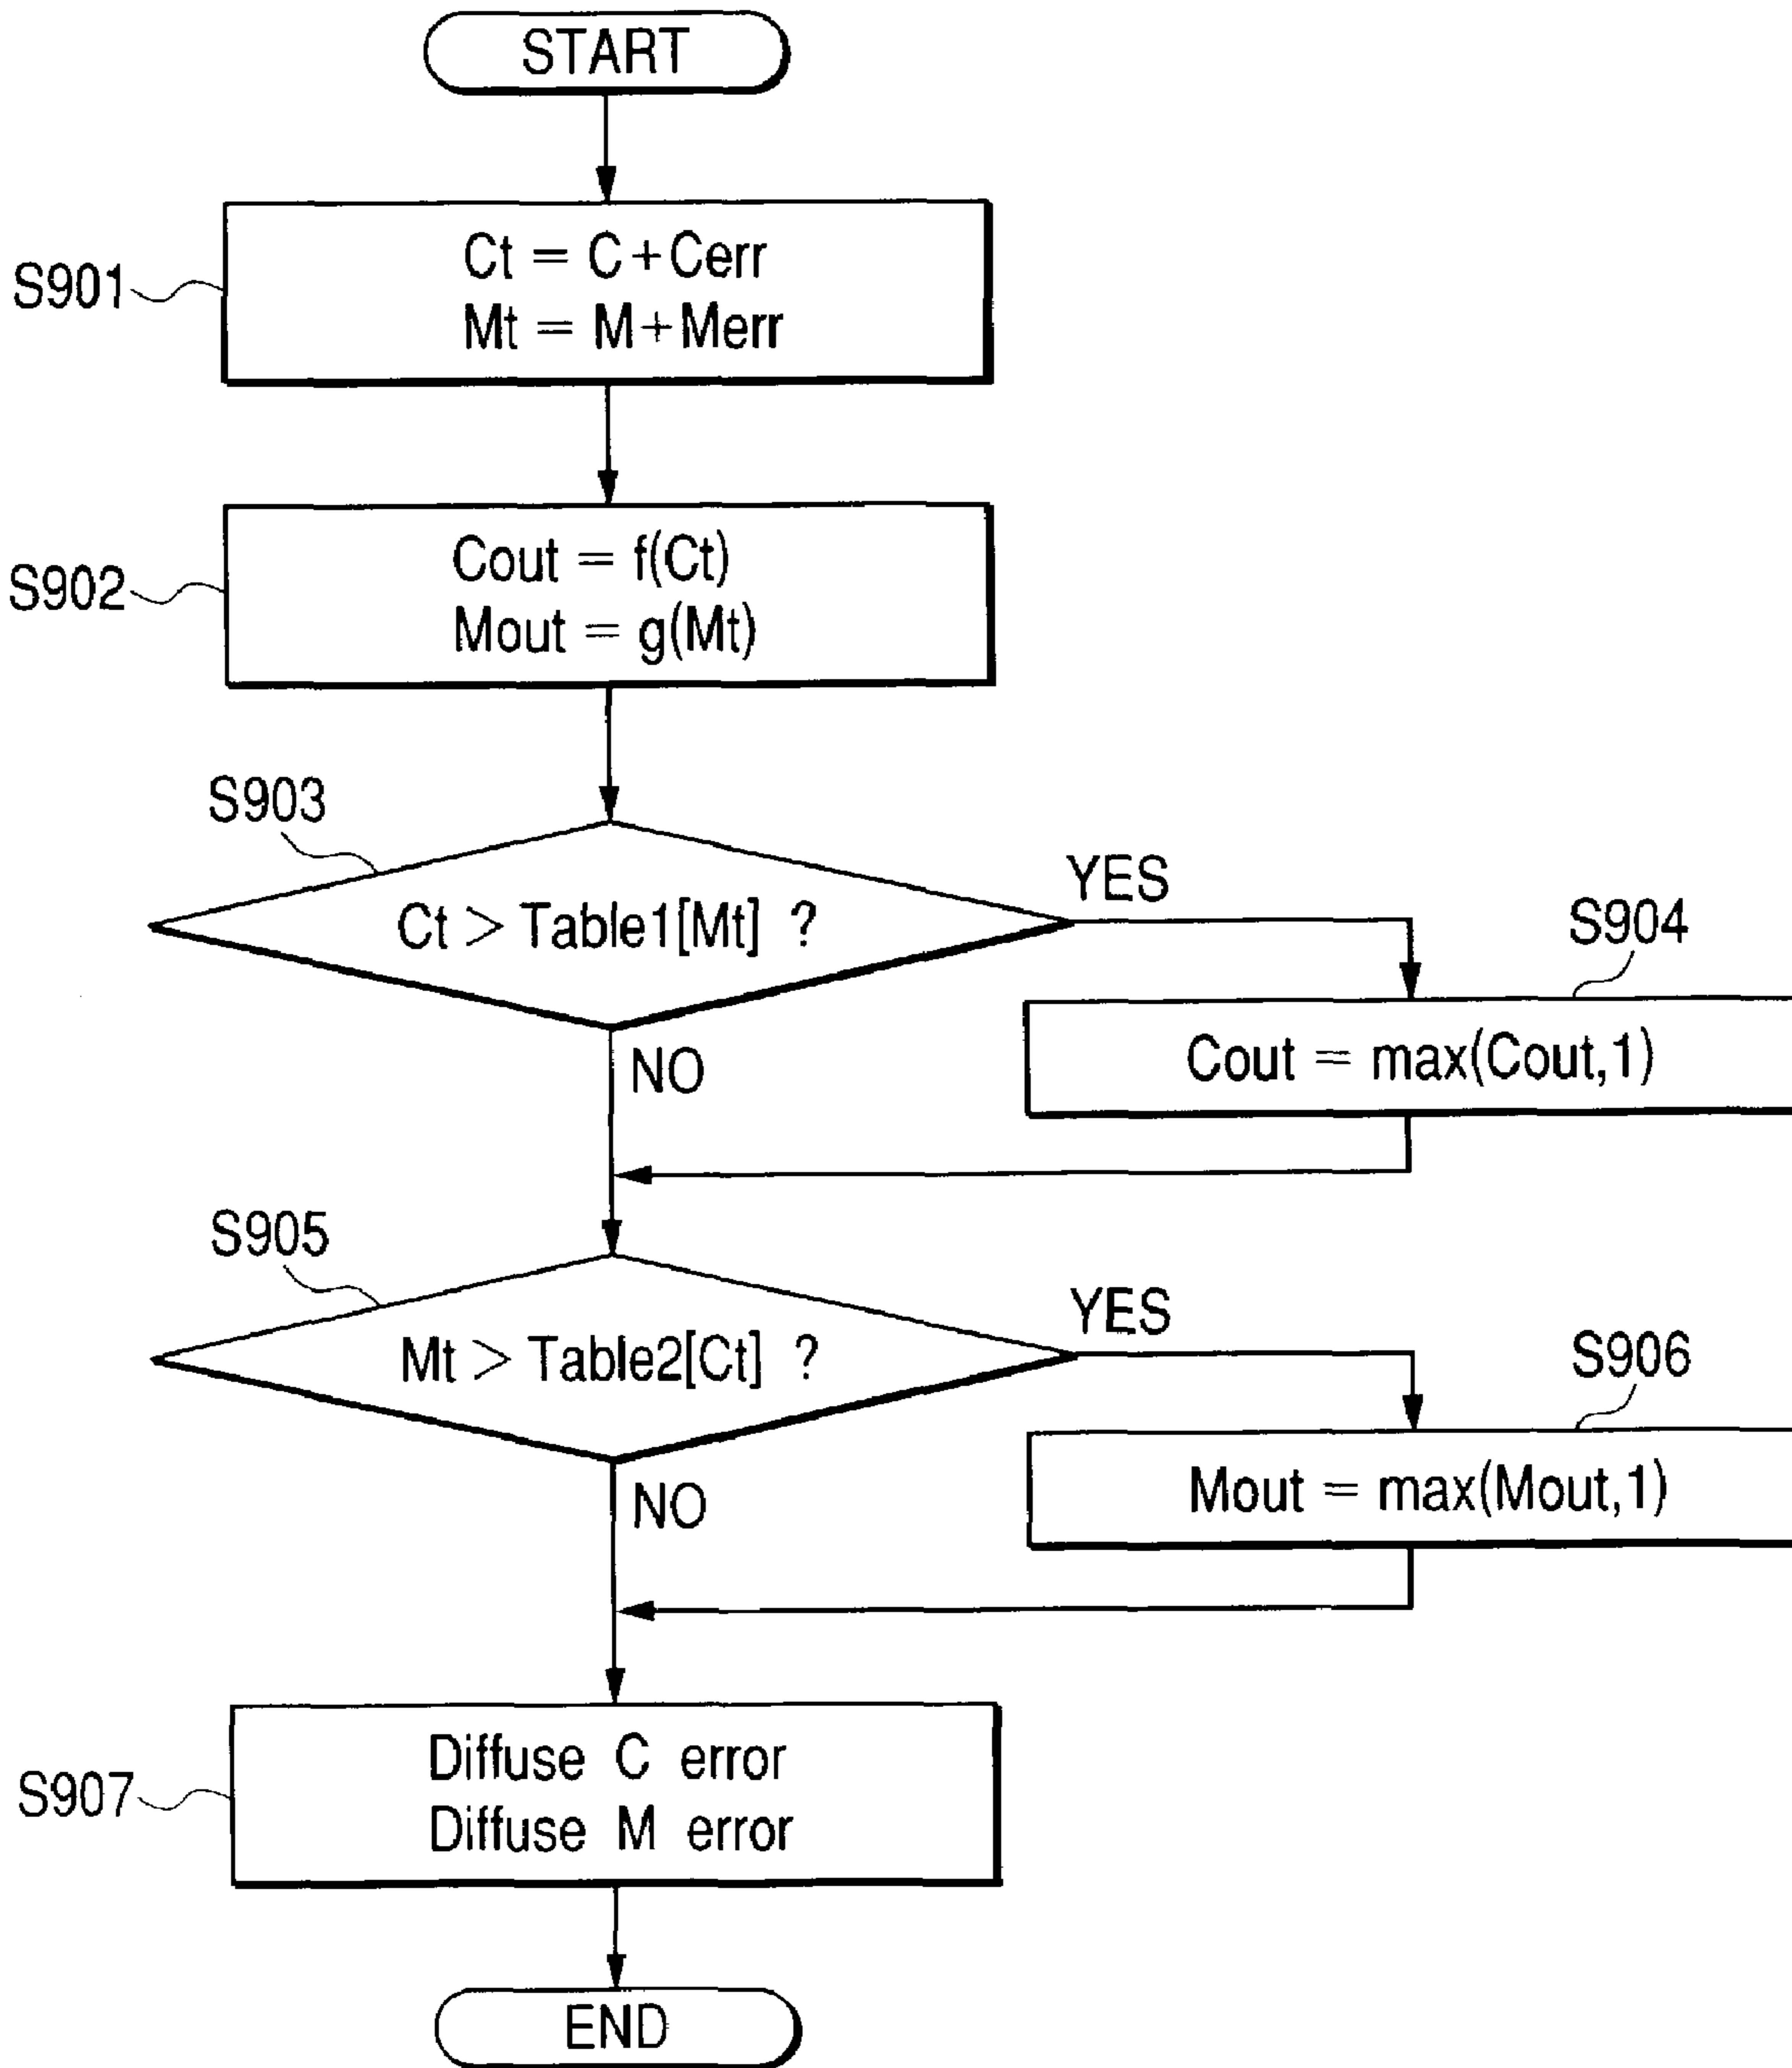 START
S901
Ct = C+Cerr
Mt = M+Merr
S902
Cout = f(Ct)
Mout = g(Mt)
S903
Ct > Table1[Mt] ?
YES
S904
Cout = max(Cout,1)
NO
S905
Mt > Table2[Ct] ?
YES
S906
Mout = max(Mout,1)
NO
S907
Diffuse C error
Diffuse M error
END